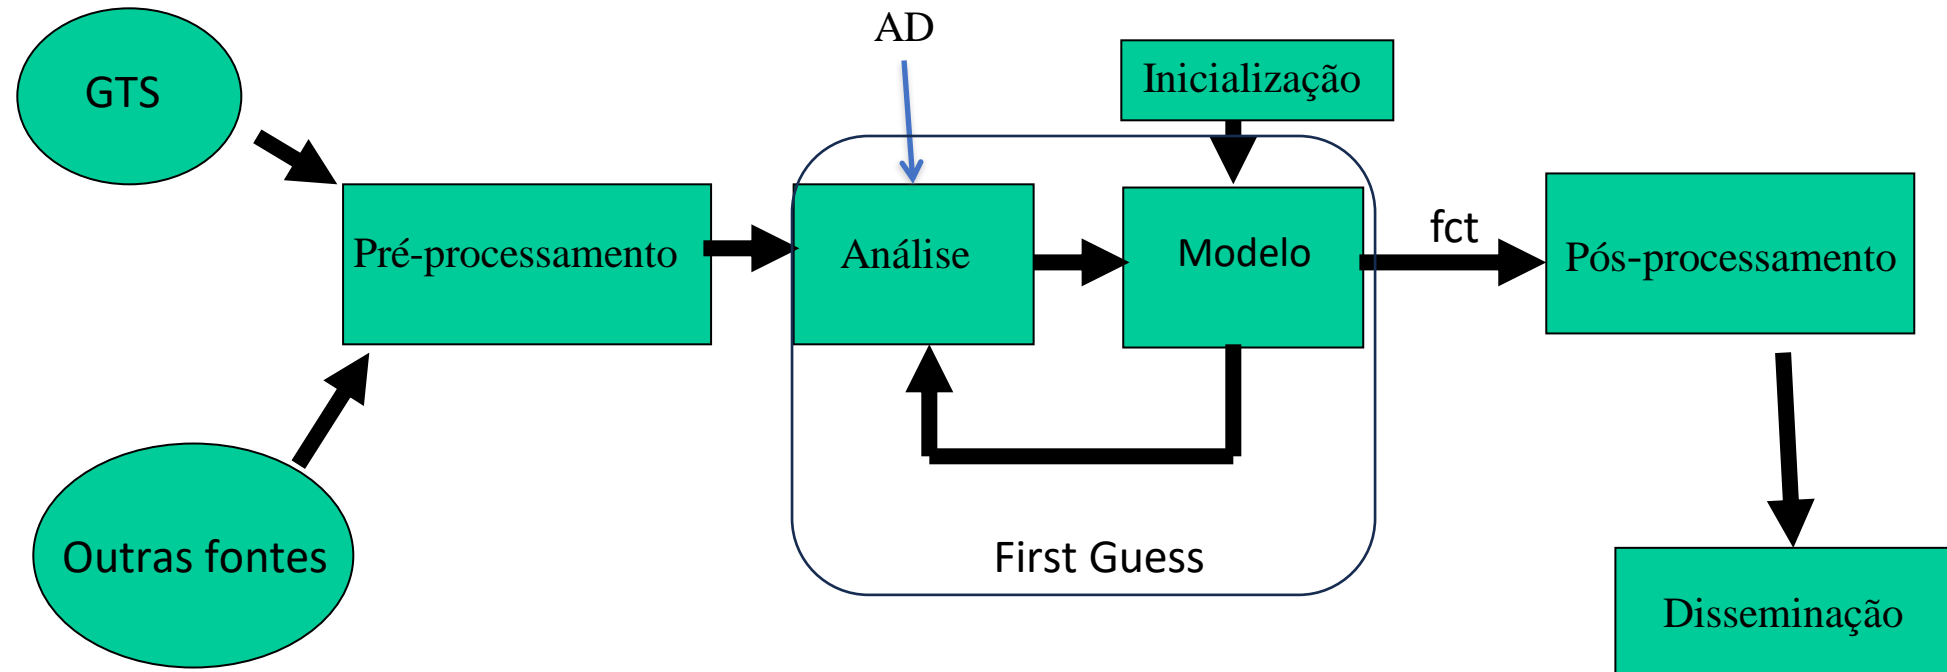 AD
GTS
Inicialização
fct
Pré-processamento
Análise
Modelo
Pós-processamento
Outras fontes
First Guess
Disseminação